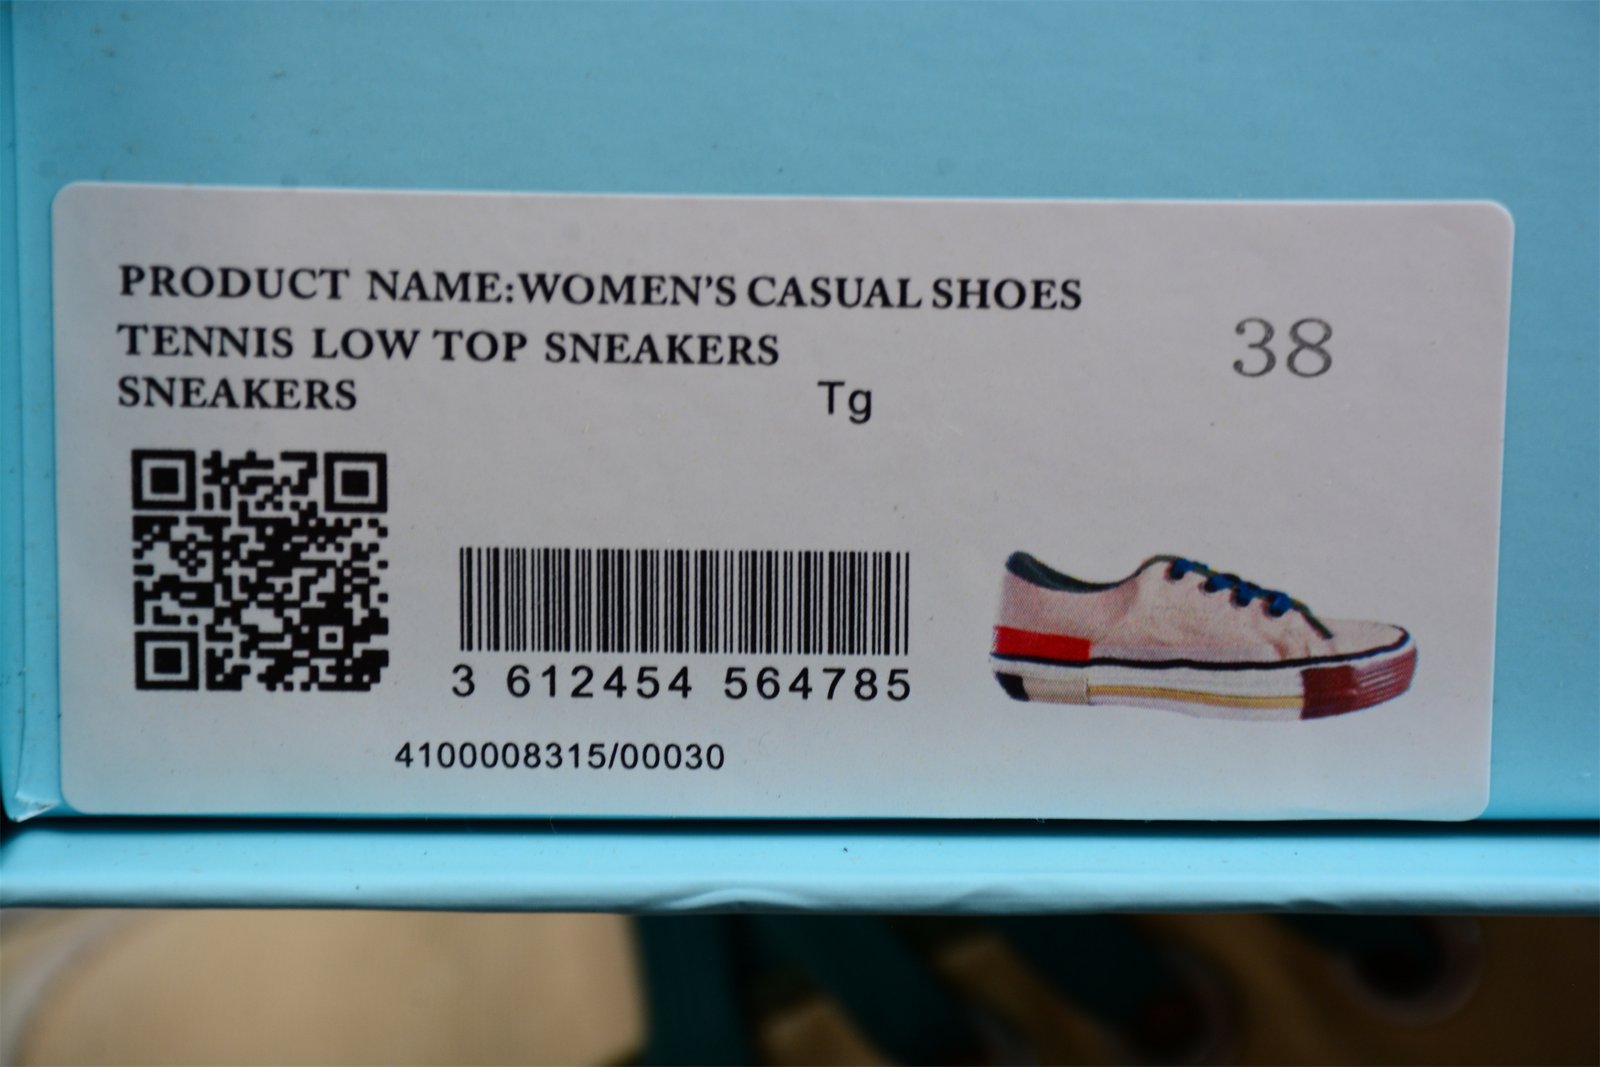 PRODUCT NAME:WOMEN'S CASUAL SHOES
TENNIS LOW TOP SNEAKERS
SNEAKERS
Tg
38
3 612454 564785
4100008315/00030